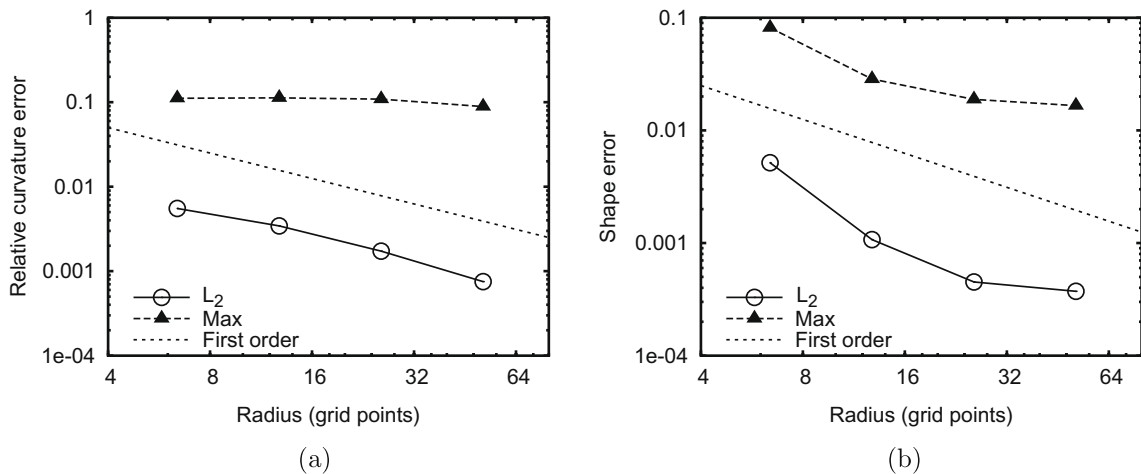 1
0.1
0.01
0.001
1e-04
Relative curvature error
L2
Max
First order
4 8 16 32 64
Radius (grid points)
(a)
0.1
0.01
0.001
1e-04
Shape error
L2
Max
First order
4 8 16 32 64
Radius (grid points)
(b)